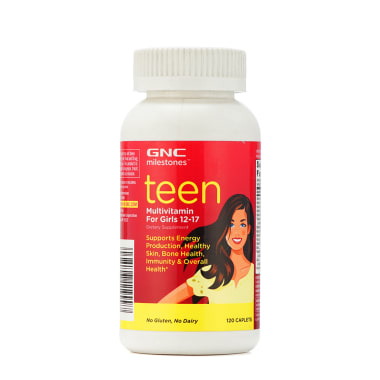 GNC
milestones
teen
Multivitamin
For Girls 12-17
Dietary Supplement
Supports Energy
Production, Healthy
Skin, Bone Health,
Immunity & Overall
Health*
No Gluten, No Dairy
120 CAPLETS